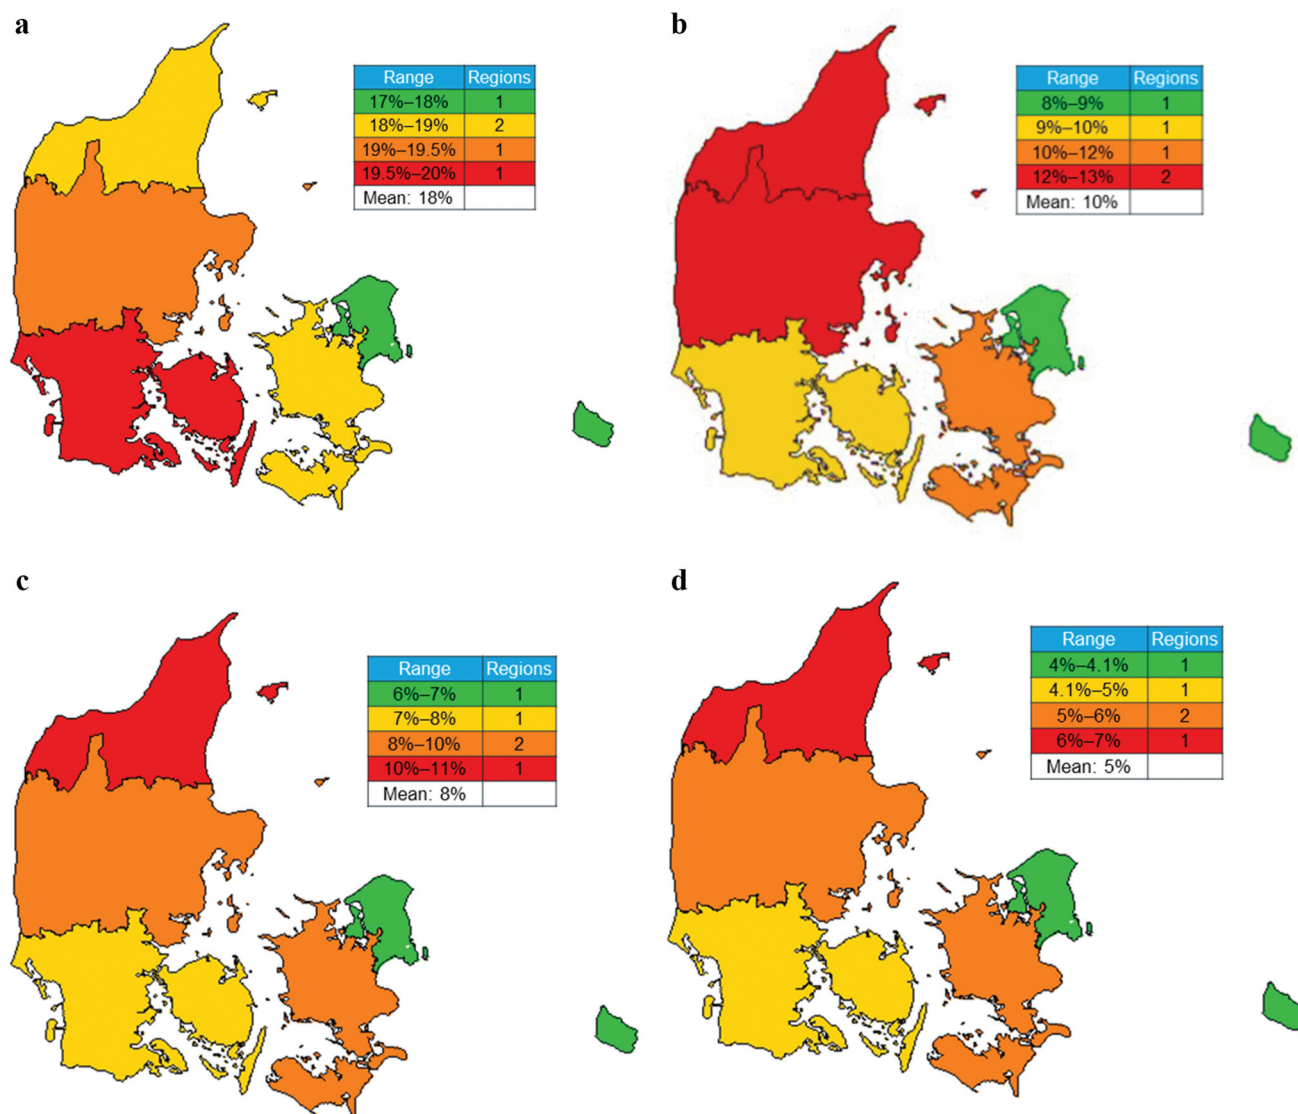 a
Range Regions
17%–18% 1
18%–19% 2
19%–19.5% 1
19.5%–20% 1
Mean: 18%
b
Range Regions
8%–9% 1
9%–10% 1
10%–12% 1
12%–13% 2
Mean: 10%
c
Range Regions
6%–7% 1
7%–8% 1
8%–10% 2
10%–11% 1
Mean: 8%
d
Range Regions
4%–4.1% 1
4.1%–5% 1
5%–6% 2
6%–7% 1
Mean: 5%